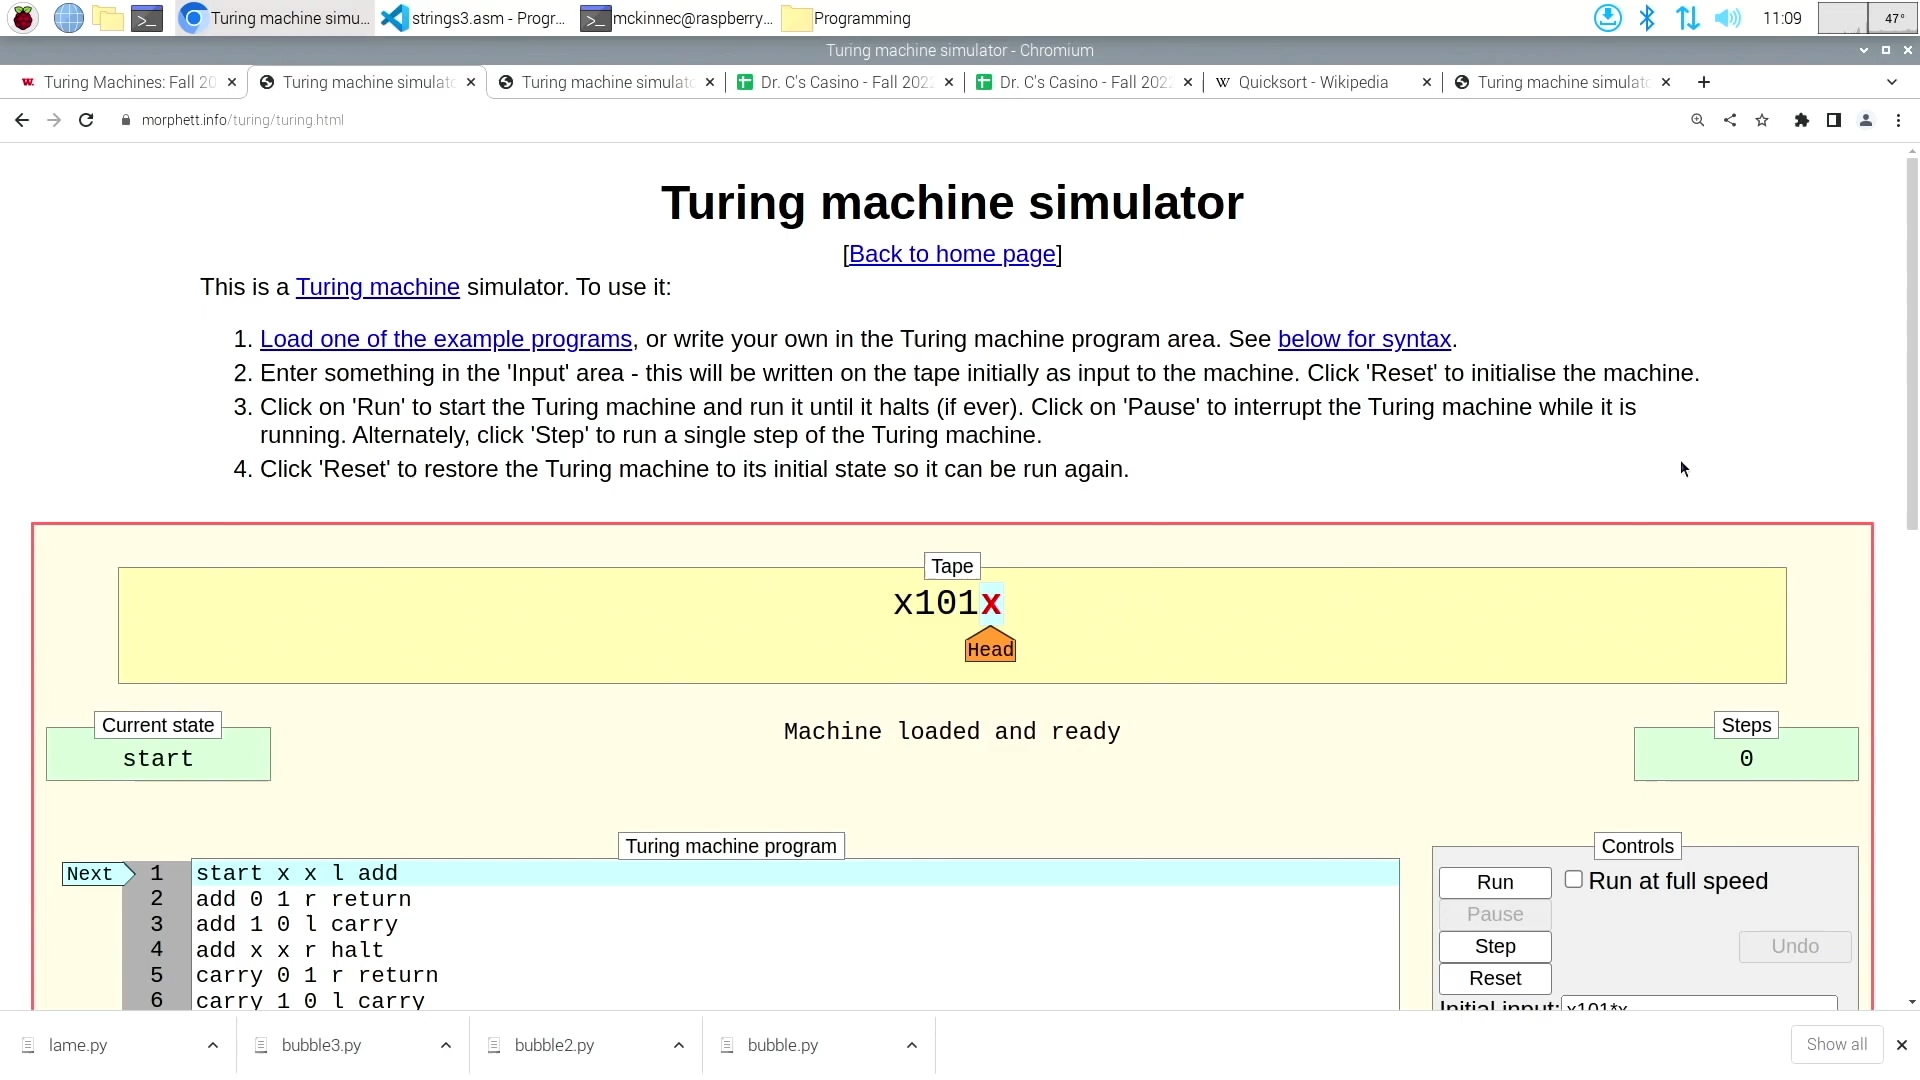 Turing machine simu...
strings3.asm - Progr...
mckinnec@raspberry...
Programming
11:09
47°
Turing machine simulator - Chromium
Turing Machines: Fall 20
Turing machine simulato
Turing machine simulato
Dr. C's Casino - Fall 2022
Dr. C's Casino - Fall 2022
W Quicksort - Wikipedia
Turing machine simulato
morphett.info/turing/turing.html
Turing machine simulator
[Back to home page]
This is a Turing machine simulator. To use it:
1. Load one of the example programs, or write your own in the Turing machine program area. See below for syntax.
2. Enter something in the 'Input' area - this will be written on the tape initially as input to the machine. Click 'Reset' to initialise the machine.
3. Click on 'Run' to start the Turing machine and run it until it halts (if ever). Click on 'Pause' to interrupt the Turing machine while it is
running. Alternately, click 'Step' to run a single step of the Turing machine.
4. Click 'Reset' to restore the Turing machine to its initial state so it can be run again.
Tape
x101x
Head
Current state
start
Machine loaded and ready
Steps
0
Turing machine program
Next
1 start x x l add
2 add 0 1 r return
3 add 1 0 l carry
4 add x x r halt
5 carry 0 1 r return
6 carry 1 0 l carry
Controls
Run
Run at full speed
Pause
Step
Undo
Reset
Initial input: x101*x
lame.py
bubble3.py
bubble2.py
bubble.py
Show all